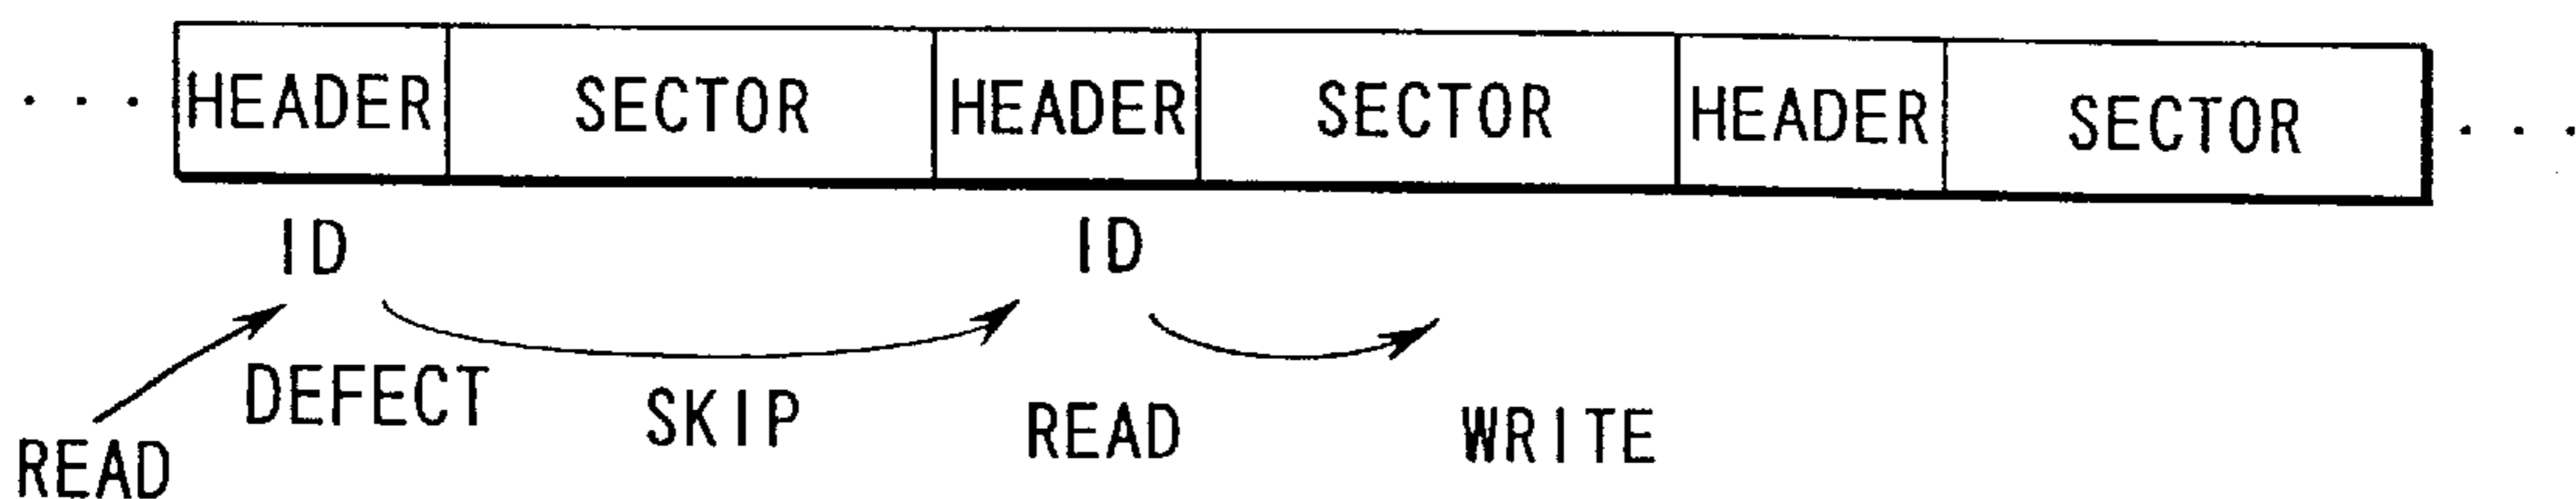 . . . HEADER SECTOR HEADER SECTOR HEADER SECTOR . . .
ID ID
DEFECT SKIP READ WRITE
READ